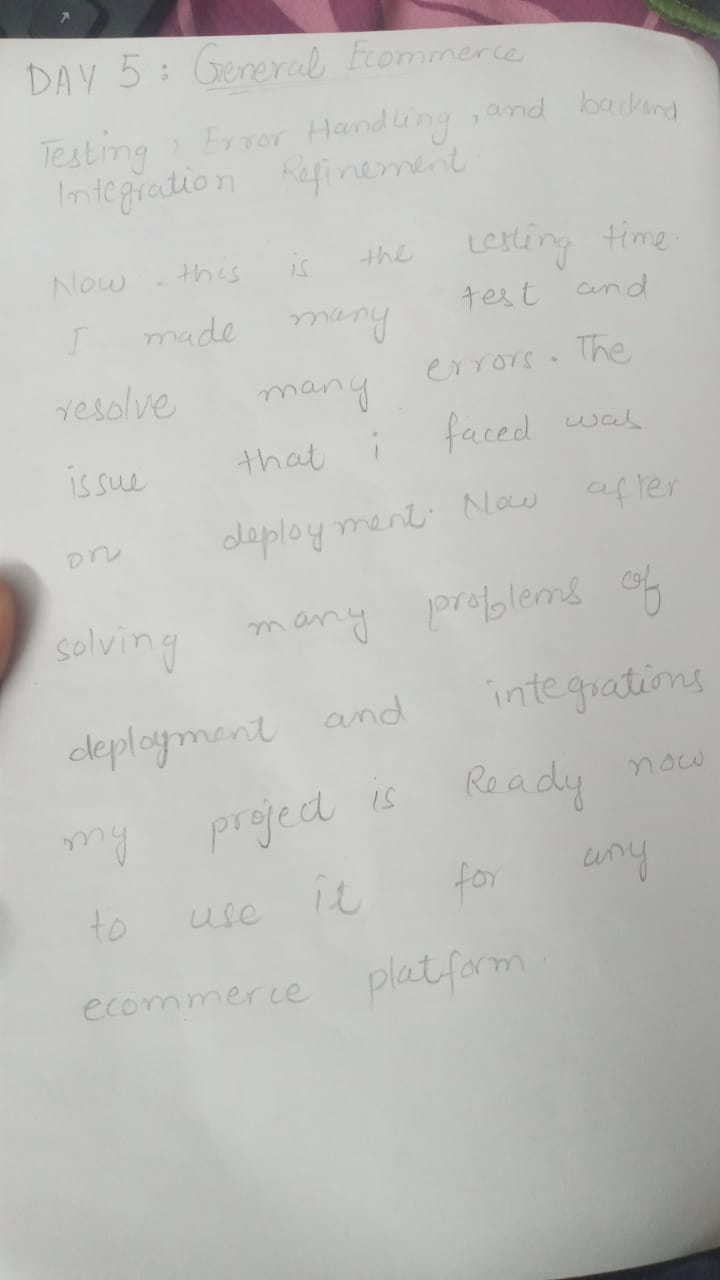 DAY 5 : General Ecommerce
Testing, Error Handling, and backend
Integration Refinement
Now. this is the testing time.
I made many test and
resolve many errors. The
issue that i faced was
on deployment. Now after
solving many problems of
deployment and integrations
my project is Ready now
to use it for any
ecommerce platform.